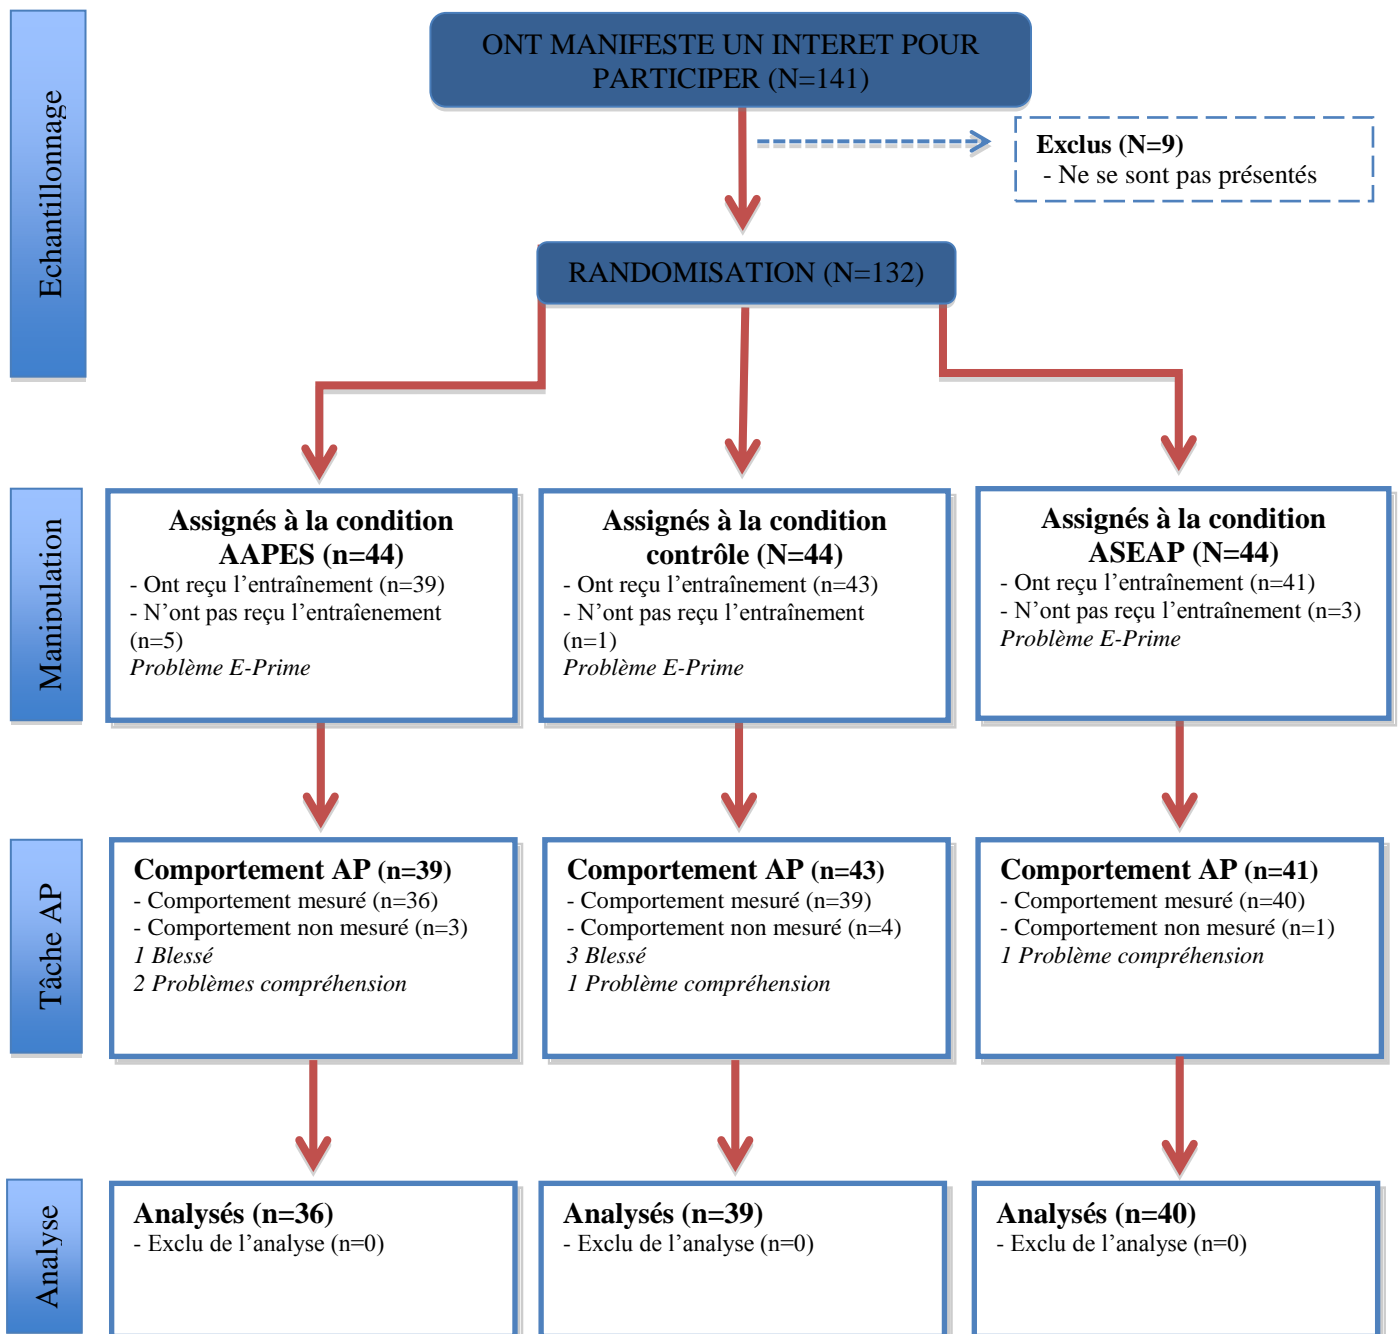 Echantillonnage
ONT MANIFESTE UN INTERET POUR
PARTICIPER (N=141)
Exclus (N=9)
- Ne se sont pas présentés
RANDOMISATION (N=132)
Manipulation
Assignés à la condition
AAPES (n=44)
- Ont reçu l’entraînement (n=39)
- N’ont pas reçu l’entraîenement
(n=5)
Problème E-Prime
Assignés à la condition
contrôle (N=44)
- Ont reçu l’entraînement (n=43)
- N’ont pas reçu l’entraînement
(n=1)
Problème E-Prime
Assignés à la condition
ASEAP (N=44)
- Ont reçu l’entraînement (n=41)
- N’ont pas reçu l’entraînement (n=3)
Problème E-Prime
Tâche AP
Comportement AP (n=39)
- Comportement mesuré (n=36)
- Comportement non mesuré (n=3)
1 Blessé
2 Problèmes compréhension
Comportement AP (n=43)
- Comportement mesuré (n=39)
- Comportement non mesuré (n=4)
3 Blessé
1 Problème compréhension
Comportement AP (n=41)
- Comportement mesuré (n=40)
- Comportement non mesuré (n=1)
1 Problème compréhension
Analyse
Analysés (n=36)
- Exclu de l’analyse (n=0)
Analysés (n=39)
- Exclu de l’analyse (n=0)
Analysés (n=40)
- Exclu de l’analyse (n=0)